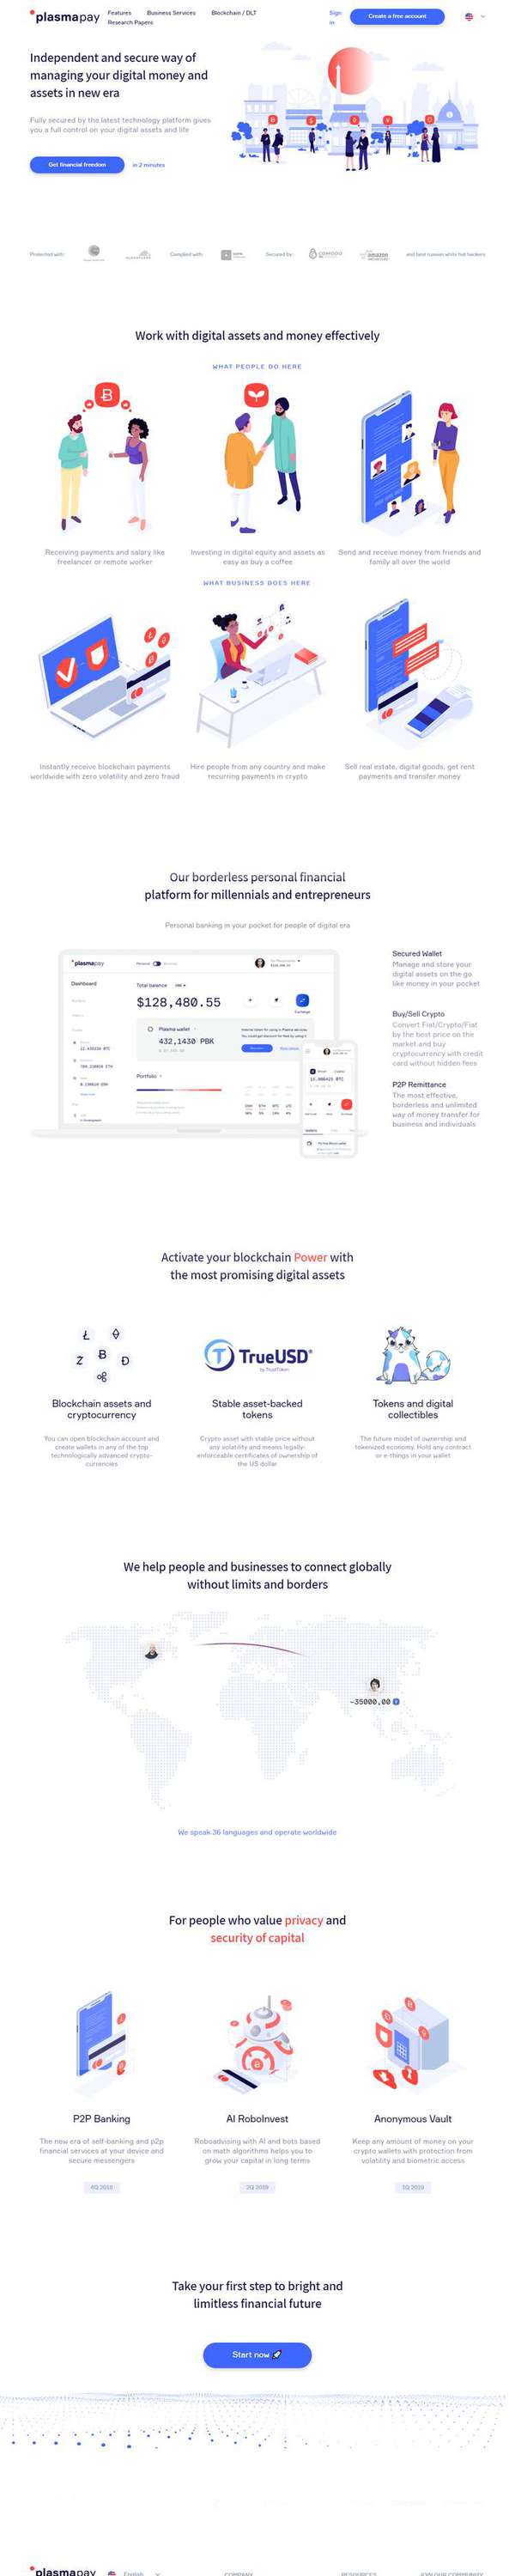 plasmapay
Features Business Services Blockchain / DLT
Research Papers
Sign
in
Create a free account
Independent and secure way of
managing your digital money and
assets in new era
Fully secured by the latest technology platform gives
you a full control on your digital assets and life
Get financial freedom in 2 minutes
Protected with: Complied with: Secured by: COMODO amazon and best russian white hat hackers
Work with digital assets and money effectively
WHAT PEOPLE DO HERE
Receiving payments and salary like
freelancer or remote worker
Investing in digital equity and assets as
easy as buy a coffee
Send and receive money from friends and
family all over the world
WHAT BUSINESS DOES HERE
Instantly receive blockchain payments
worldwide with zero volatility and zero fraud
Hire people from any country and make
recurring payments in crypto
Sell real estate, digital goods, get rent
payments and transfer money
Our borderless personal financial
platform for millennials and entrepreneurs
Personal banking in your pocket for people of digital era
plasmapay
Dashboard
Total balance
$128,480.55
Exchange
Plasma wallet
432,1430 PBK
Portfolio
Secured Wallet
Manage and store your
digital assets on the go
like money in your pocket
Buy/Sell Crypto
Convert Fiat/Crypto/Fiat
by the best price on the
market and buy
cryptocurrency with credit
card without hidden fees
P2P Remittance
The most effective,
borderless and unlimited
way of money transfer for
business and individuals
Activate your blockchain Power with
the most promising digital assets
TrueUSD
by TrustToken
Blockchain assets and
cryptocurrency
You can open blockchain account and
create wallets in any of the top
technologically advanced crypto-
currencies
Stable asset-backed
tokens
Crypto asset with stable price without
any volatility and means legally-
enforceable certificates of ownership of
the US dollar
Tokens and digital
collectibles
The future model of ownership and
tokenized economy. Hold any contract
or e-things in your wallet
We help people and businesses to connect globally
without limits and borders
-35000,00
We speak 36 languages and operate worldwide
For people who value privacy and
security of capital
P2P Banking
The new era of self-banking and p2p
financial services at your device and
secure messengers
4Q 2018
AI RoboInvest
Roboadvising with AI and bots based
on math algorithms helps you to
grow your capital in long terms
2Q 2019
Anonymous Vault
Keep any amount of money on your
crypto wallets with protection from
volatility and biometric access
3Q 2019
Take your first step to bright and
limitless financial future
Start now
plasmapay English COMPANY RESOURCES JOIN OUR COMMUNITY